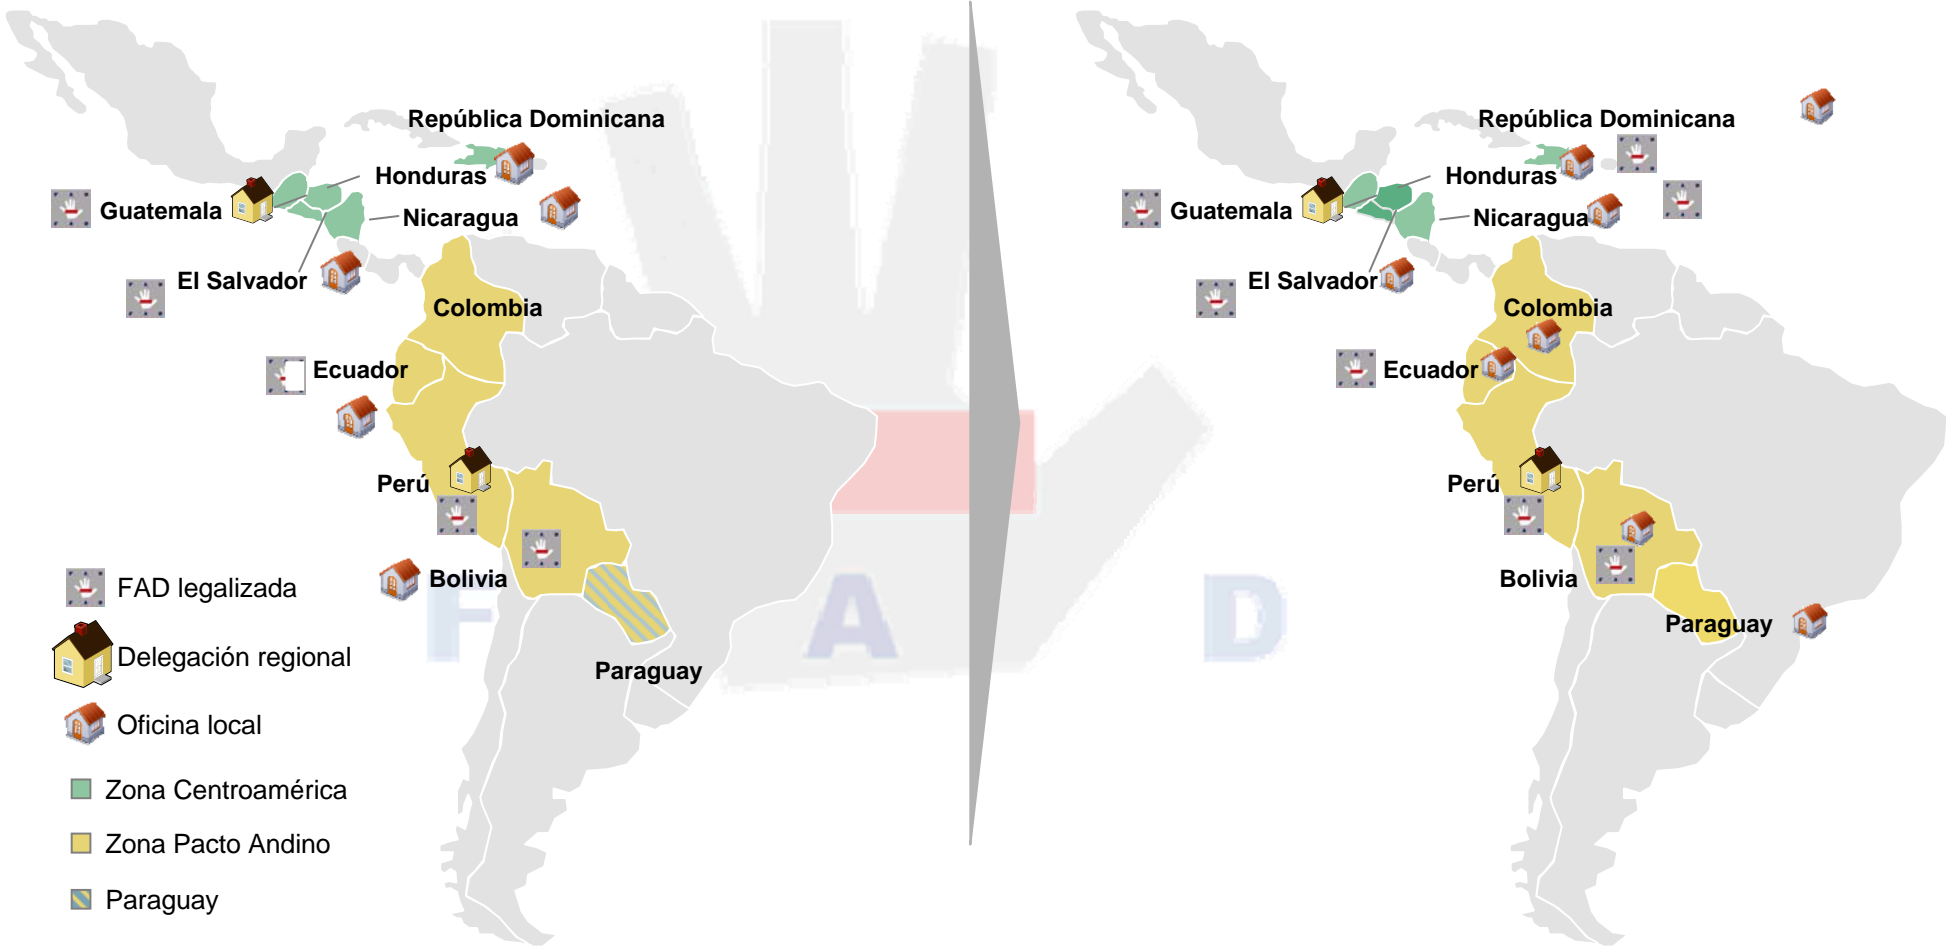 República Dominicana
Honduras
Guatemala
Nicaragua
El Salvador
Colombia
Ecuador
Perú
Bolivia
Paraguay
FAD legalizada
Delegación regional
Oficina local
Zona Centroamérica
Zona Pacto Andino
Paraguay
República Dominicana
Honduras
Guatemala
Nicaragua
El Salvador
Colombia
Ecuador
Perú
Bolivia
Paraguay
F A D